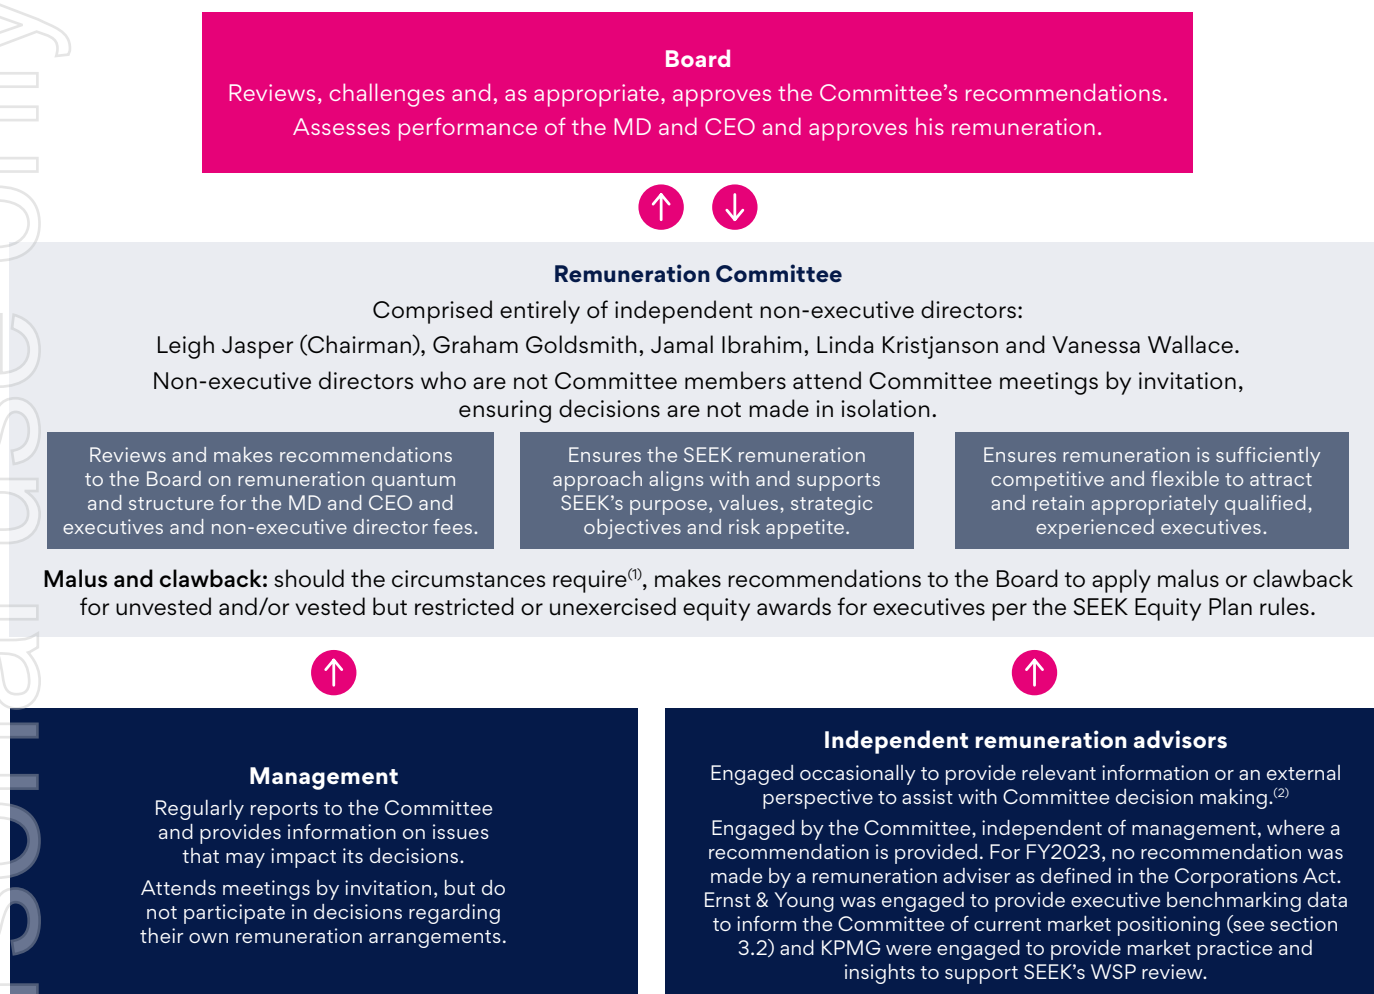 Board
Reviews, challenges and, as appropriate, approves the Committee's recommendations.
Assesses performance of the MD and CEO and approves his remuneration.
Remuneration Committee
Comprised entirely of independent non-executive directors:
Leigh Jasper (Chairman), Graham Goldsmith, Jamal Ibrahim, Linda Kristjanson and Vanessa Wallace.
Non-executive directors who are not Committee members attend Committee meetings by invitation,
ensuring decisions are not made in isolation.
Reviews and makes recommendations
to the Board on remuneration quantum
and structure for the MD and CEO and
executives and non-executive director fees.
Ensures the SEEK remuneration
approach aligns with and supports
SEEK's purpose, values, strategic
objectives and risk appetite.
Ensures remuneration is sufficiently
competitive and flexible to attract
and retain appropriately qualified,
experienced executives.
Malus and clawback: should the circumstances require(1), makes recommendations to the Board to apply malus or clawback
for unvested and/or vested but restricted or unexercised equity awards for executives per the SEEK Equity Plan rules.
Management
Regularly reports to the Committee
and provides information on issues
that may impact its decisions.
Attends meetings by invitation, but do
not participate in decisions regarding
their own remuneration arrangements.
Independent remuneration advisors
Engaged occasionally to provide relevant information or an external
perspective to assist with Committee decision making.(2)
Engaged by the Committee, independent of management, where a
recommendation is provided. For FY2023, no recommendation was
made by a remuneration adviser as defined in the Corporations Act.
Ernst & Young was engaged to provide executive benchmarking data
to inform the Committee of current market positioning (see section
3.2) and KPMG were engaged to provide market practice and
insights to support SEEK's WSP review.